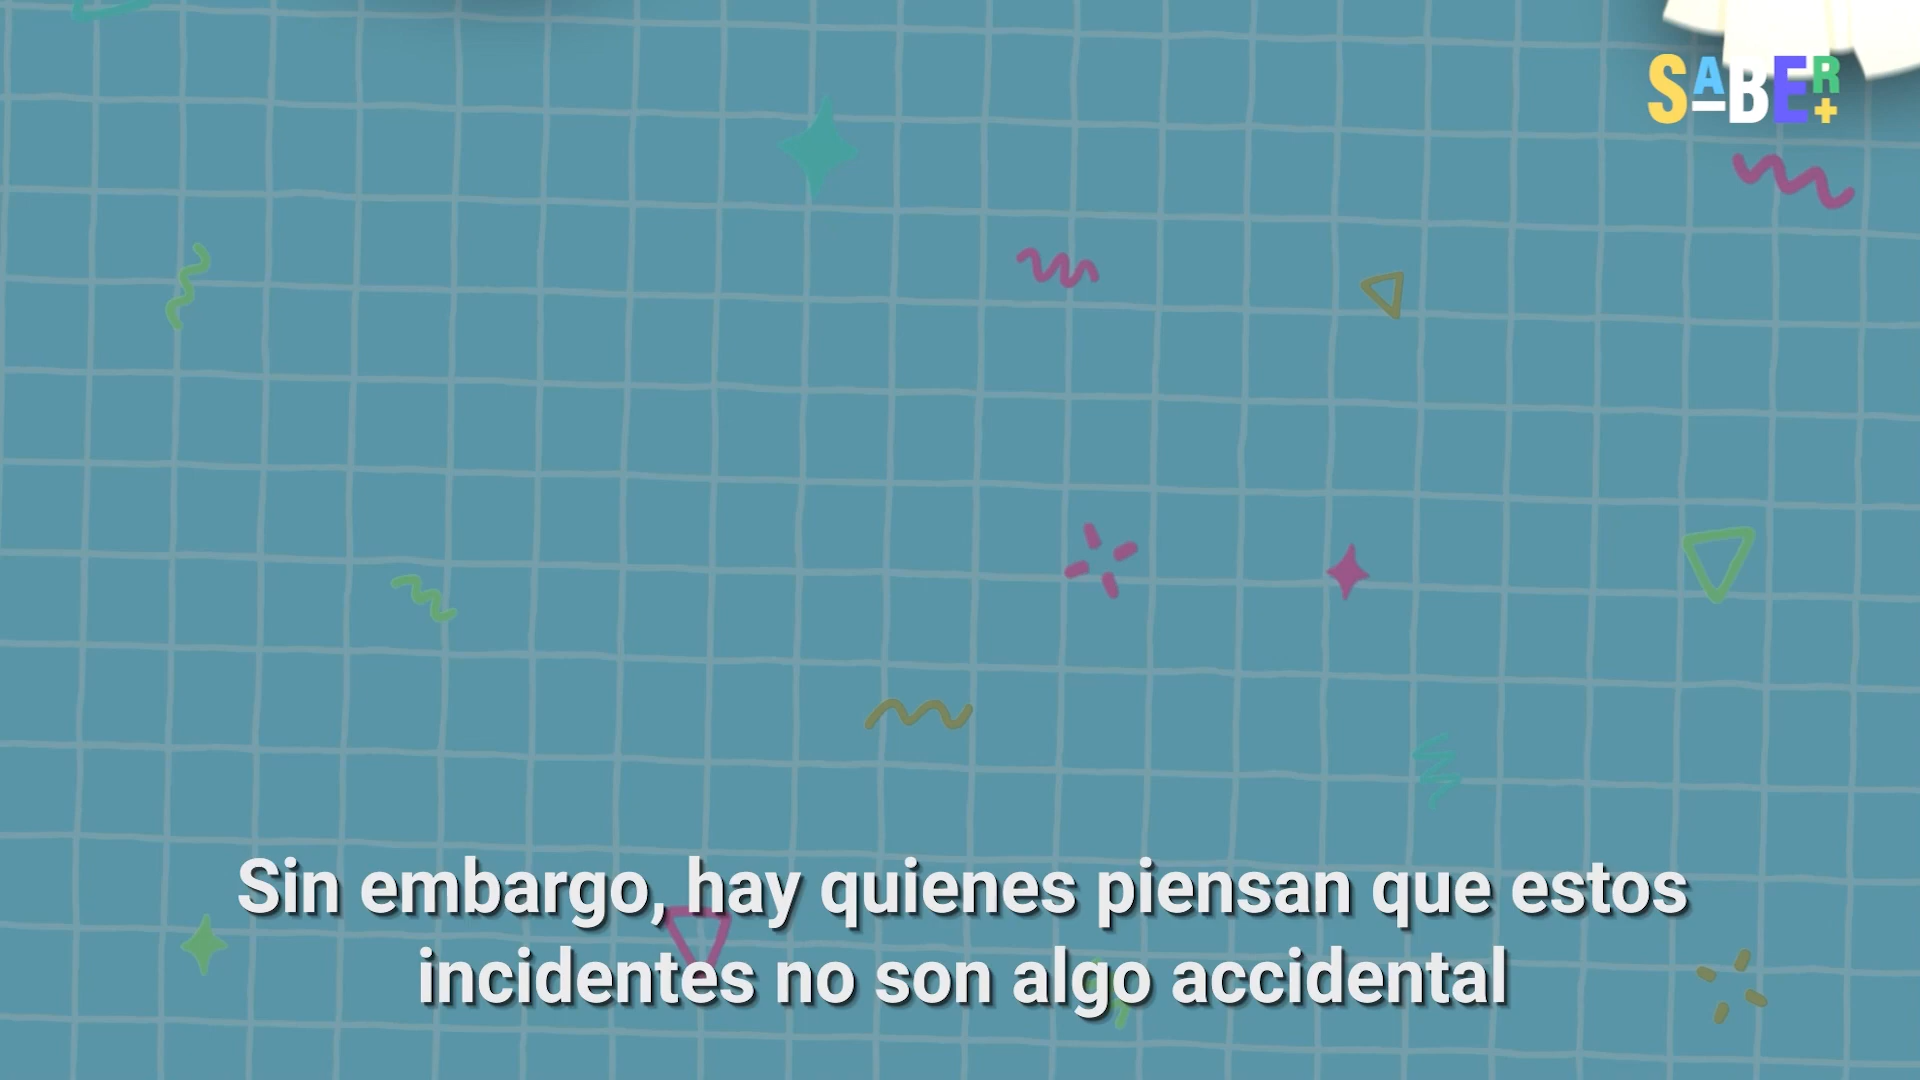 SABER+
Sin embargo, hay quienes piensan que estos
incidentes no son algo accidental